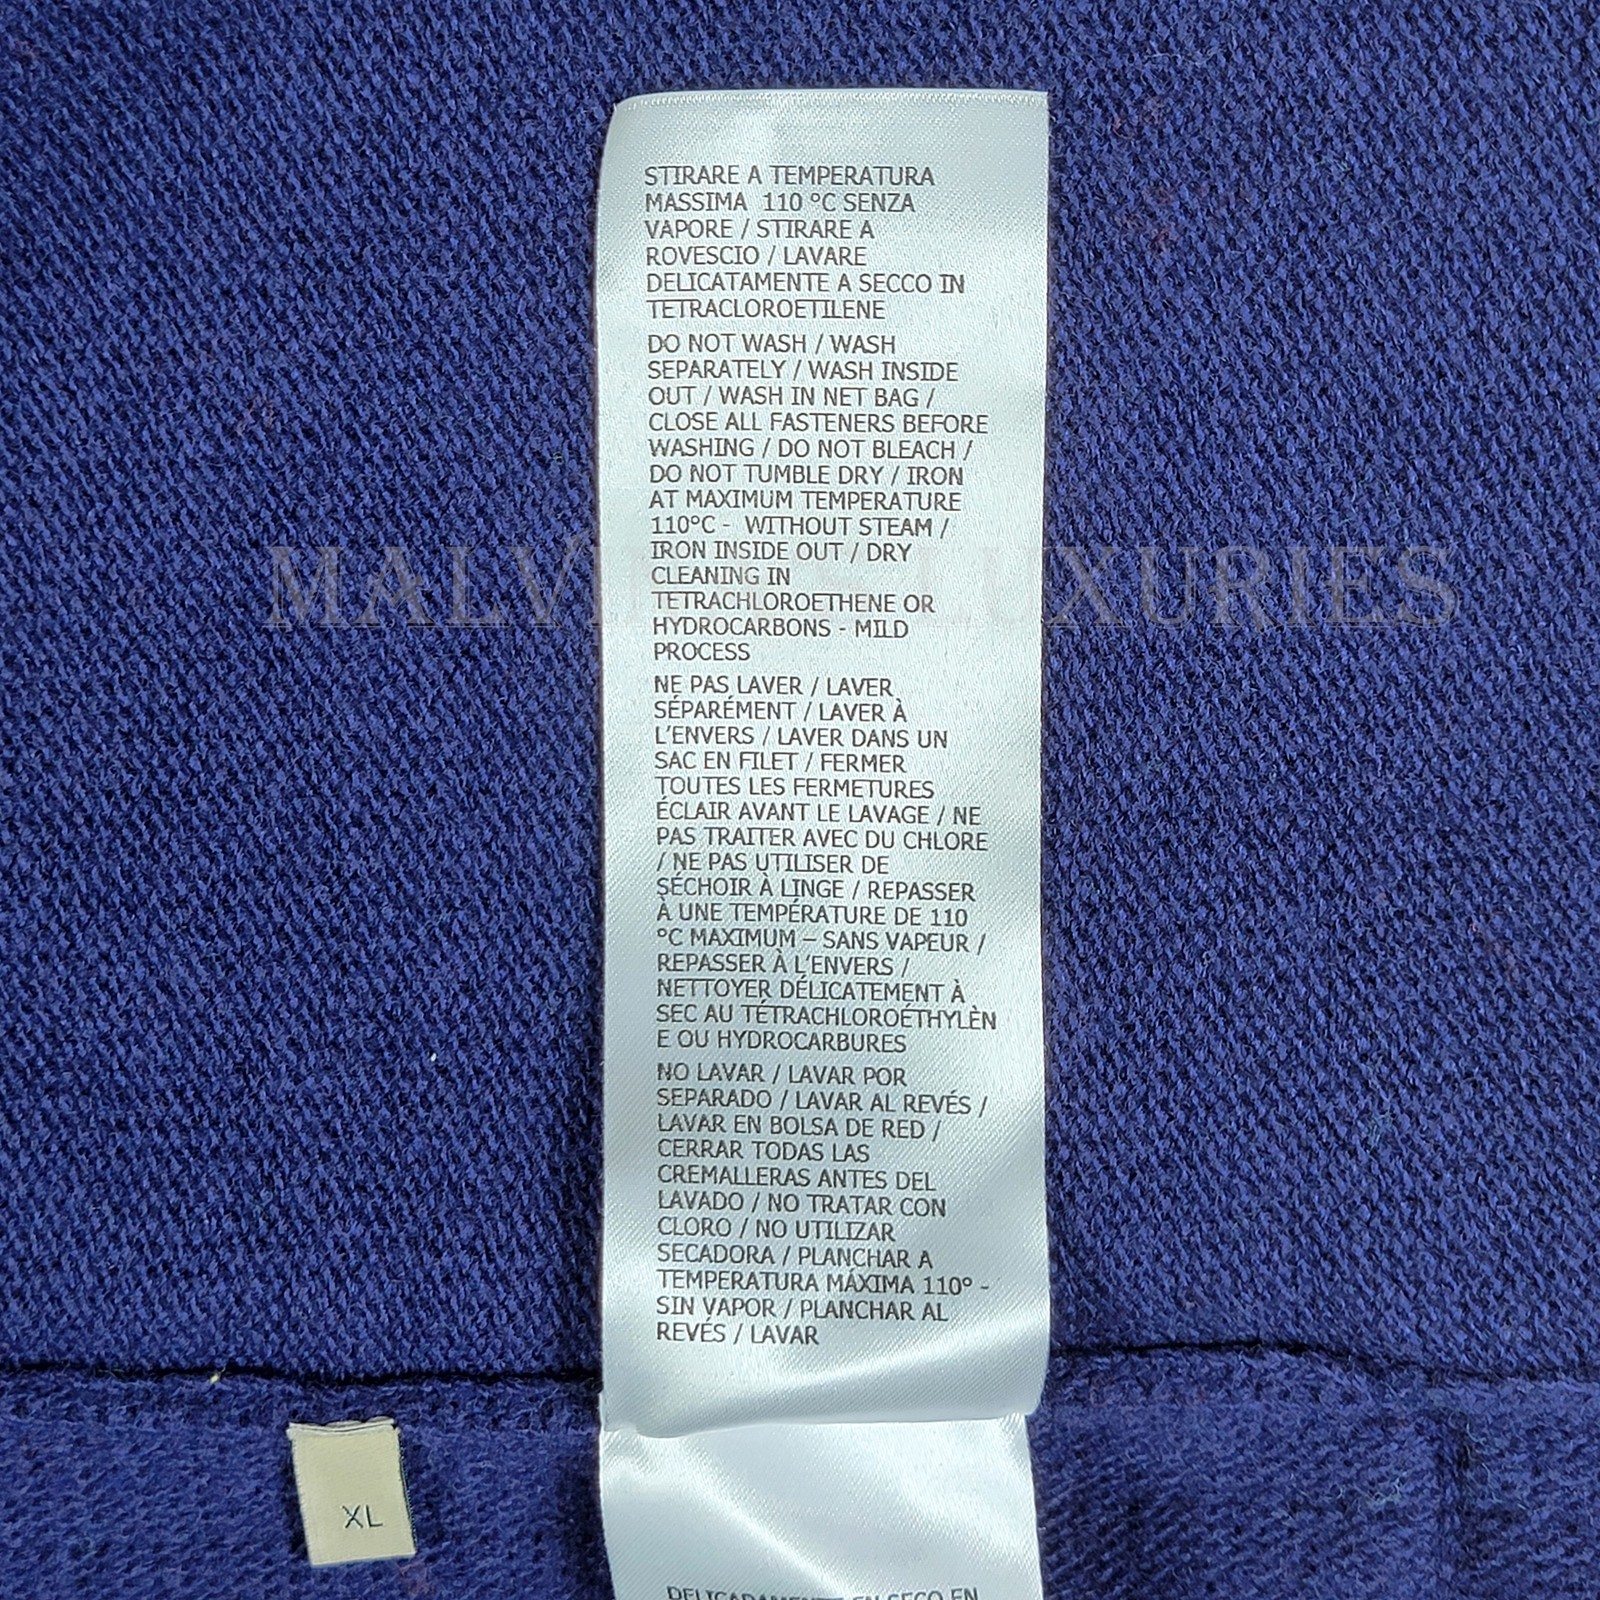 STIRARE A TEMPERATURA
MASSIMA 110 °C SENZA
VAPORE / STIRARE A
ROVESCIO / LAVARE
DELICATAMENTE A SECCO IN
TETRACLOROETILENE
DO NOT WASH / WASH
SEPARATELY / WASH INSIDE
OUT / WASH IN NET BAG /
CLOSE ALL FASTENERS BEFORE
WASHING / DO NOT BLEACH /
DO NOT TUMBLE DRY / IRON
AT MAXIMUM TEMPERATURE
110°C - WITHOUT STEAM /
IRON INSIDE OUT / DRY
CLEANING IN
TETRACHLOROETHENE OR
HYDROCARBONS - MILD
PROCESS
NE PAS LAVER / LAVER
SÉPARÉMENT / LAVER À
L'ENVERS / LAVER DANS UN
SAC EN FILET / FERMER
TOUTES LES FERMETURES
ÉCLAIR AVANT LE LAVAGE / NE
PAS TRAITER AVEC DU CHLORE
/ NE PAS UTILISER DE
SÉCHOIR À LINGE / REPASSER
À UNE TEMPÉRATURE DE 110
°C MAXIMUM – SANS VAPEUR /
REPASSER À L'ENVERS /
NETTOYER DÉLICATEMENT À
SEC AU TÉTRACHLOROÉTHYLÈN
E OU HYDROCARBURES
NO LAVAR / LAVAR POR
SEPARADO / LAVAR AL REVÉS /
LAVAR EN BOLSA DE RED /
CERRAR TODAS LAS
CREMALLERAS ANTES DEL
LAVADO / NO TRATAR CON
CLORO / NO UTILIZAR
SECADORA / PLANCHAR A
TEMPERATURA MÁXIMA 110° -
SIN VAPOR / PLANCHAR AL
REVÉS / LAVAR
XL
DELICADAMENTE EN SECO EN
LUXURIES